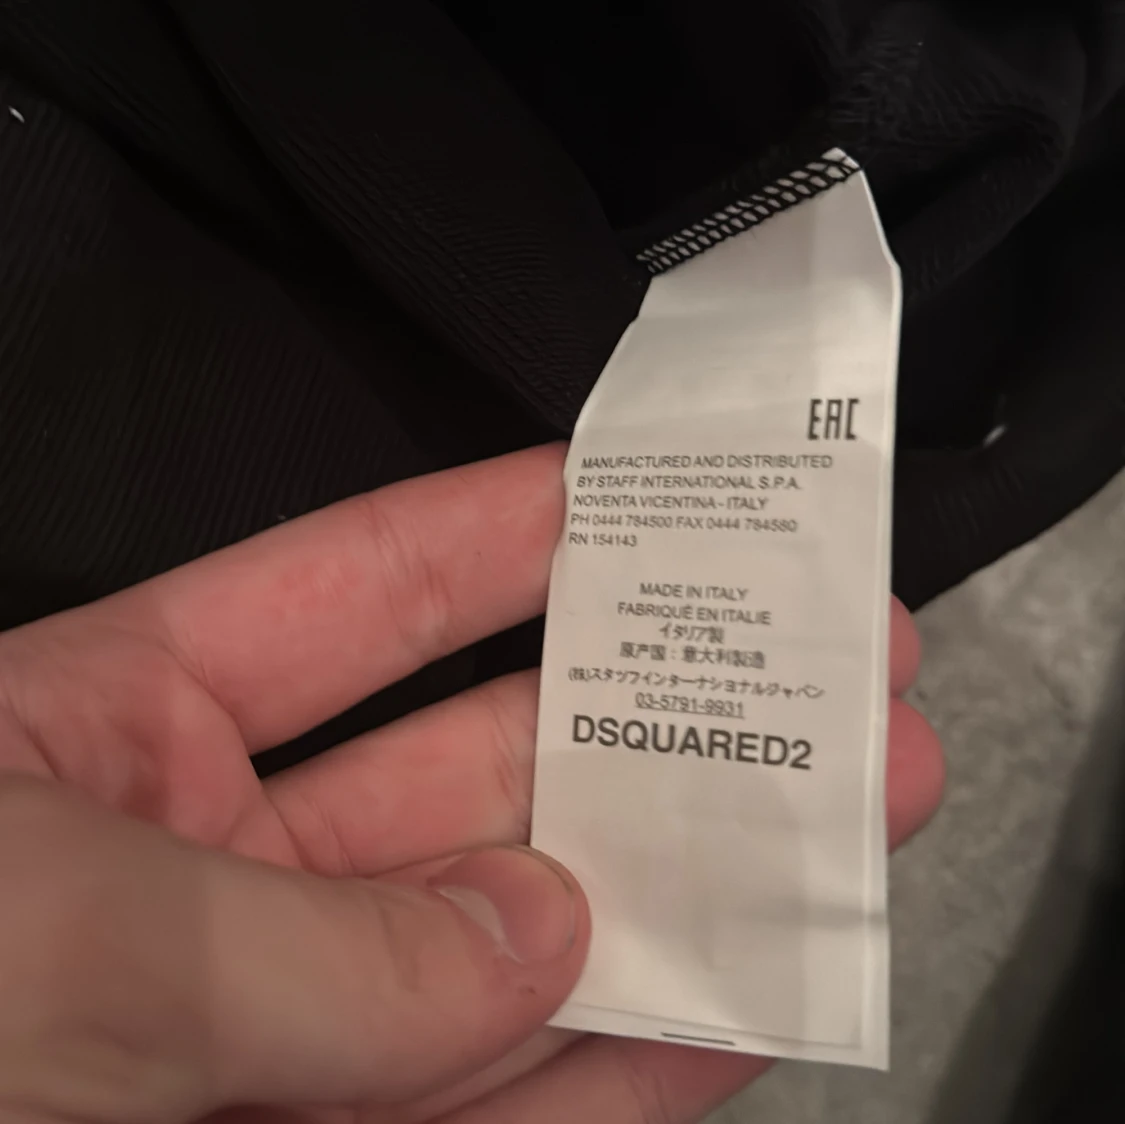 EAC
MANUFACTURED AND DISTRIBUTED
BY STAFF INTERNATIONAL S.P.A.
NOVENTA VICENTINA - ITALY
PH 0444 784500 FAX 0444 784580
RN 154143
MADE IN ITALY
FABRIQUÉ EN ITALIE
イタリア製
原产国：意大利製造
(株)スタッフインターナショナルジャパン
03-5791-9931
DSQUARED2